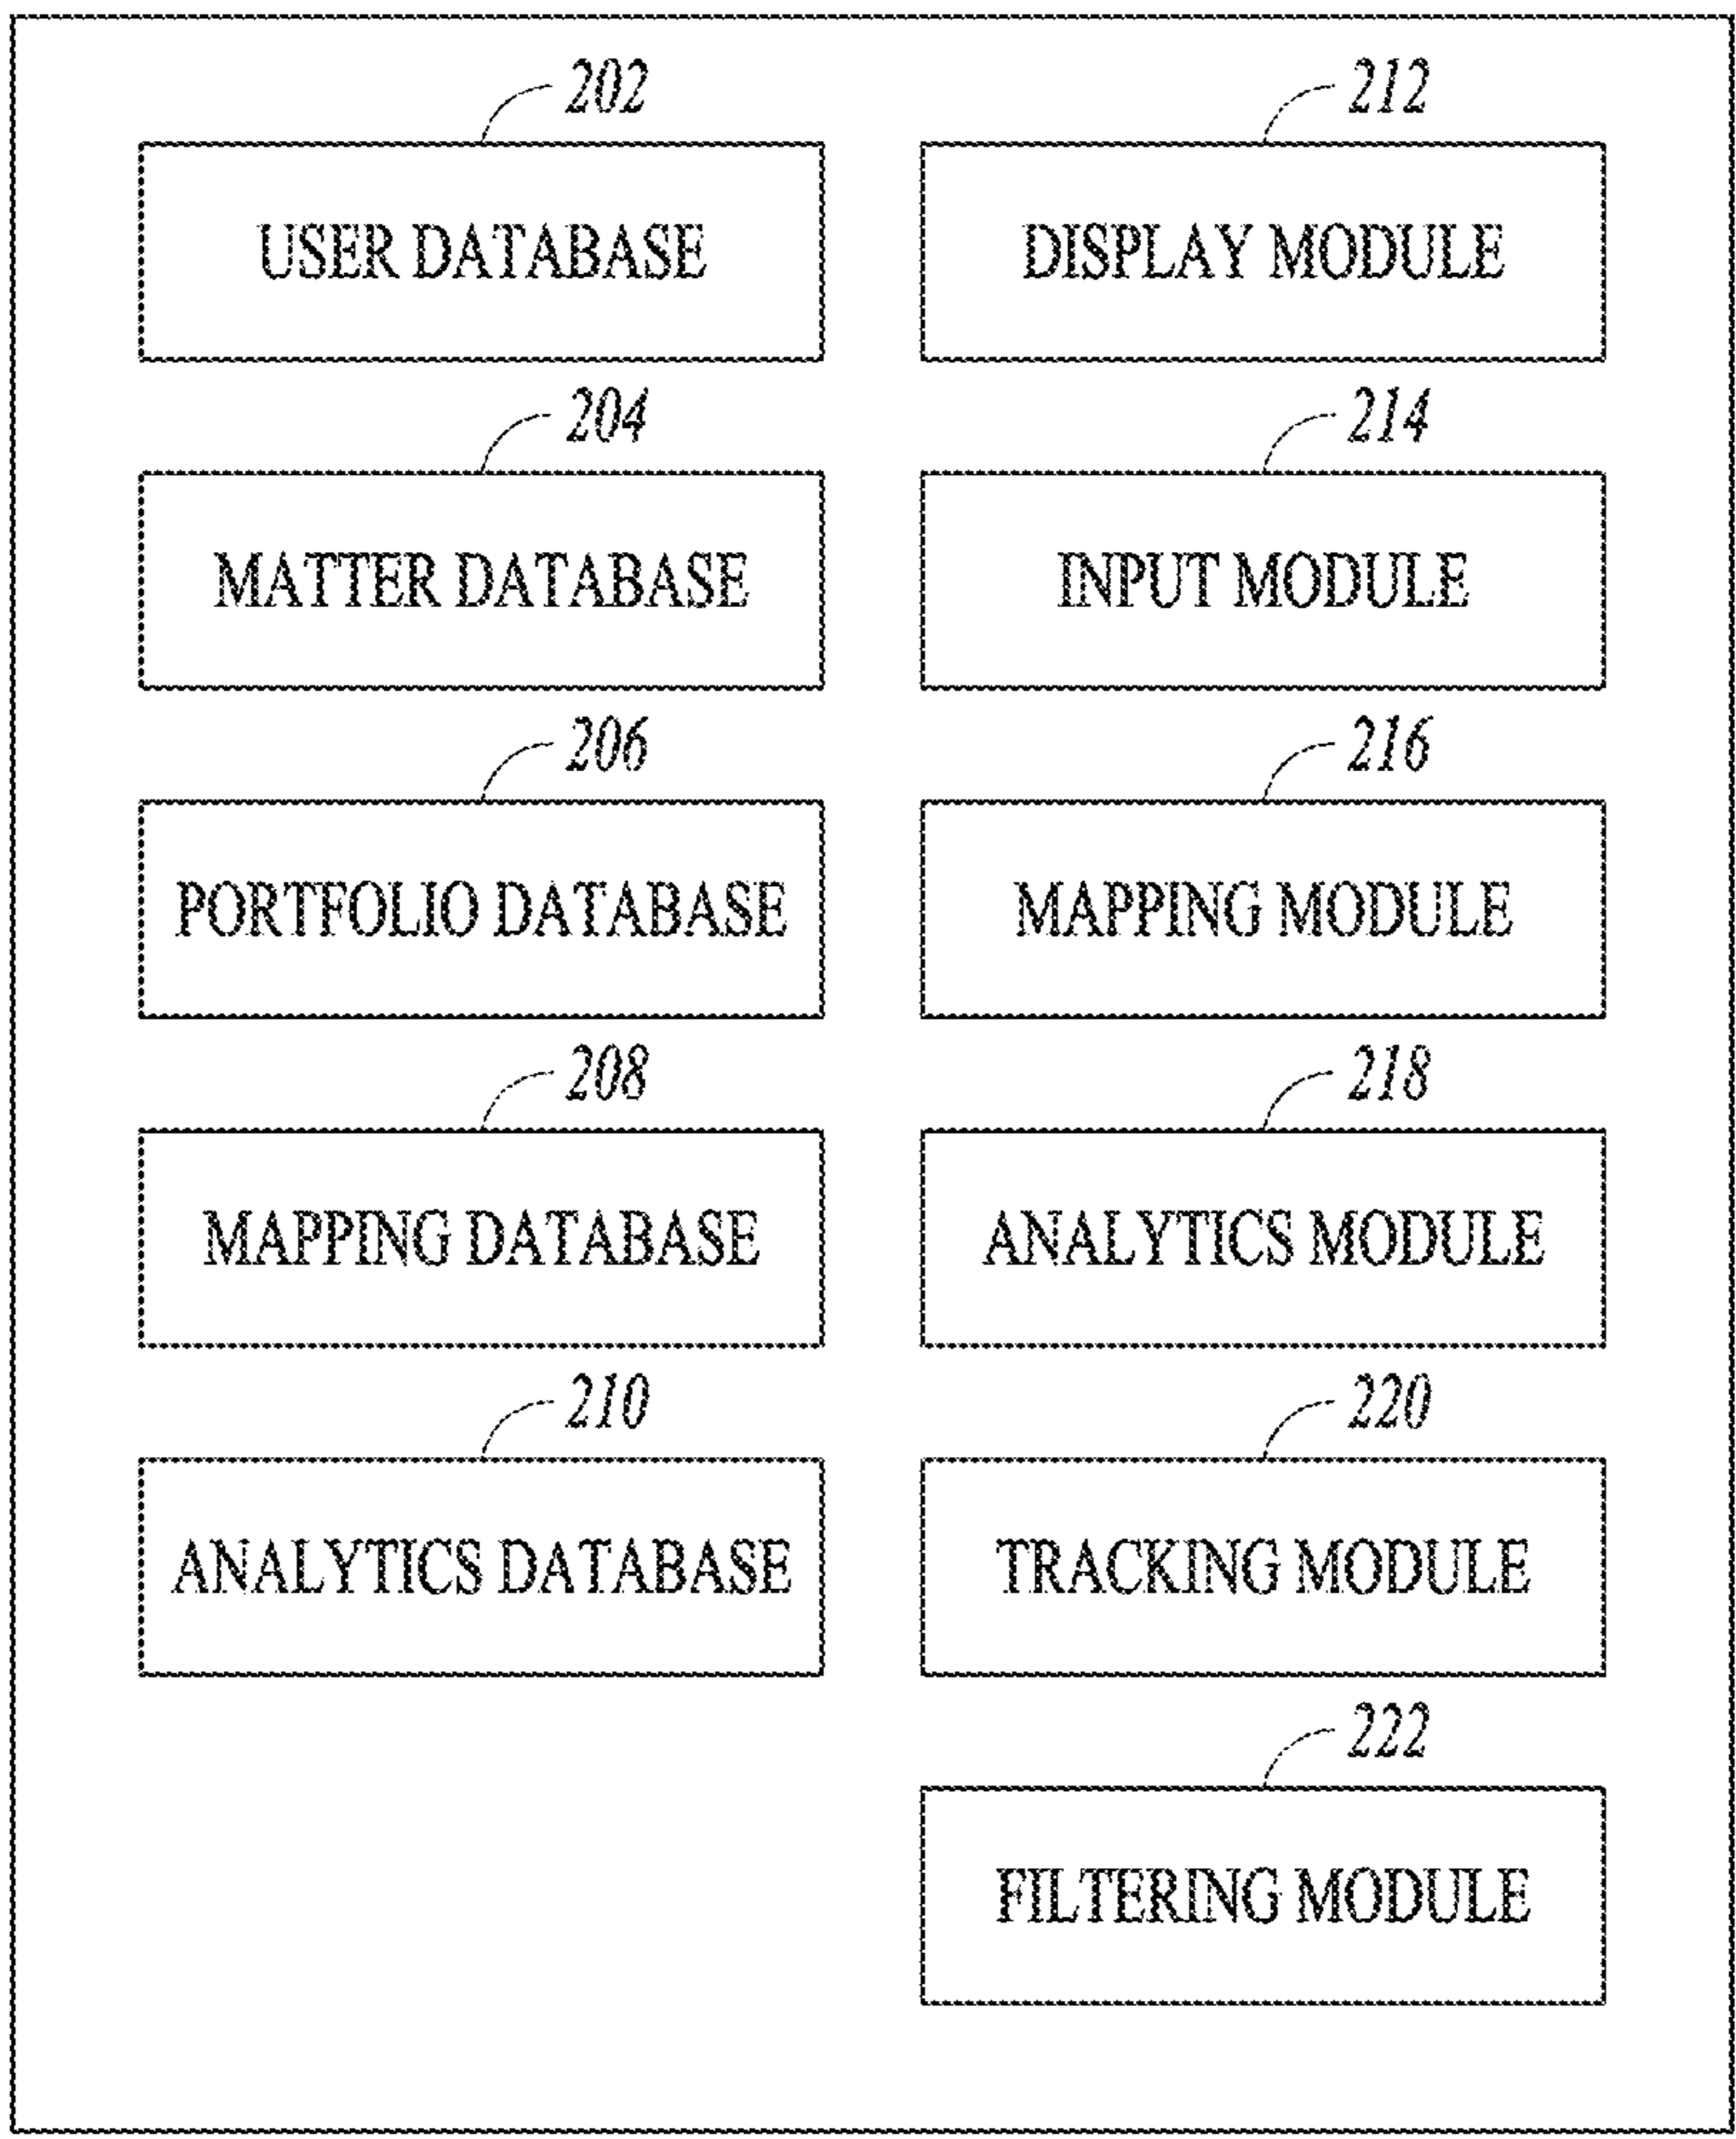 202
USER DATABASE
204
MATTER DATABASE
206
PORTFOLIO DATABASE
208
MAPPING DATABASE
210
ANALYTICS DATABASE
212
DISPLAY MODULE
214
INPUT MODULE
216
MAPPING MODULE
218
ANALYTICS MODULE
220
TRACKING MODULE
222
FILTERING MODULE